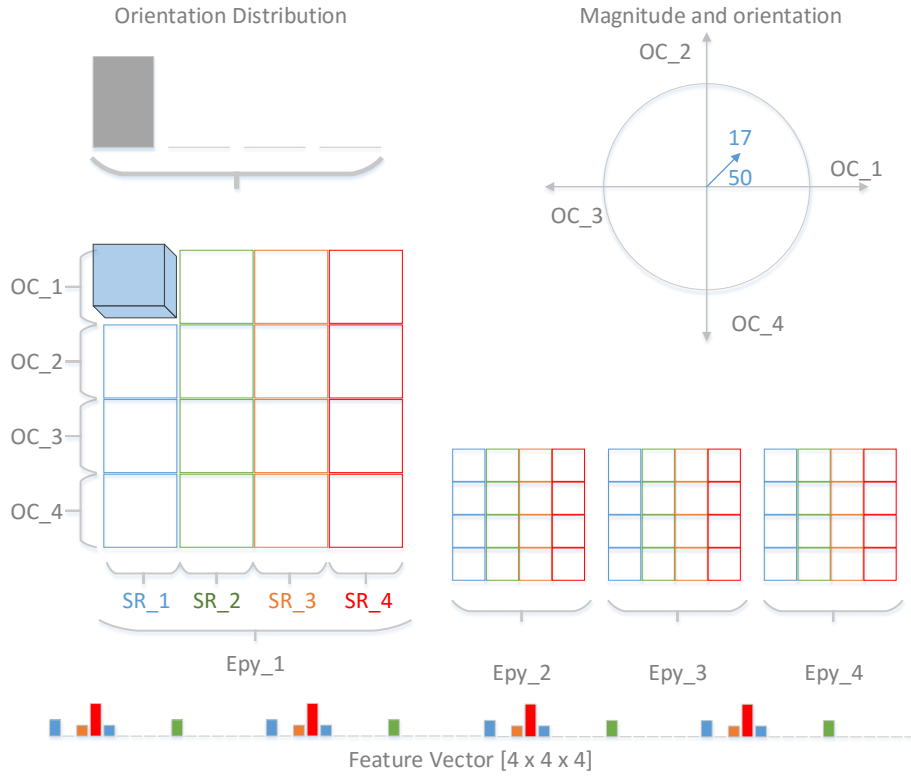 Orientation Distribution
Magnitude and orientation
OC_2
17
50
OC_1
OC_3
OC_4
OC_1
OC_2
OC_3
OC_4
SR_1 SR_2 SR_3 SR_4
Epy_1
Epy_2 Epy_3 Epy_4
Feature Vector [4 x 4 x 4]